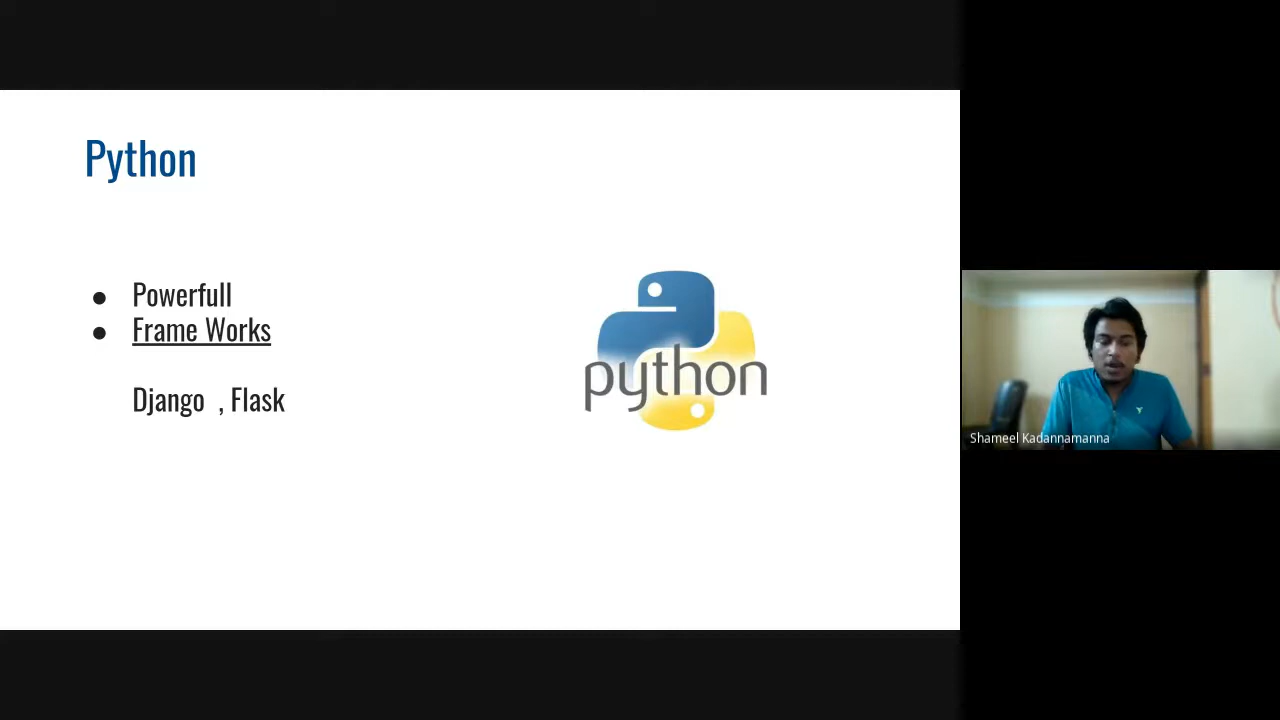 Python
● Powerfull
● Frame Works
Django , Flask
python
Shameel Kadannamanna